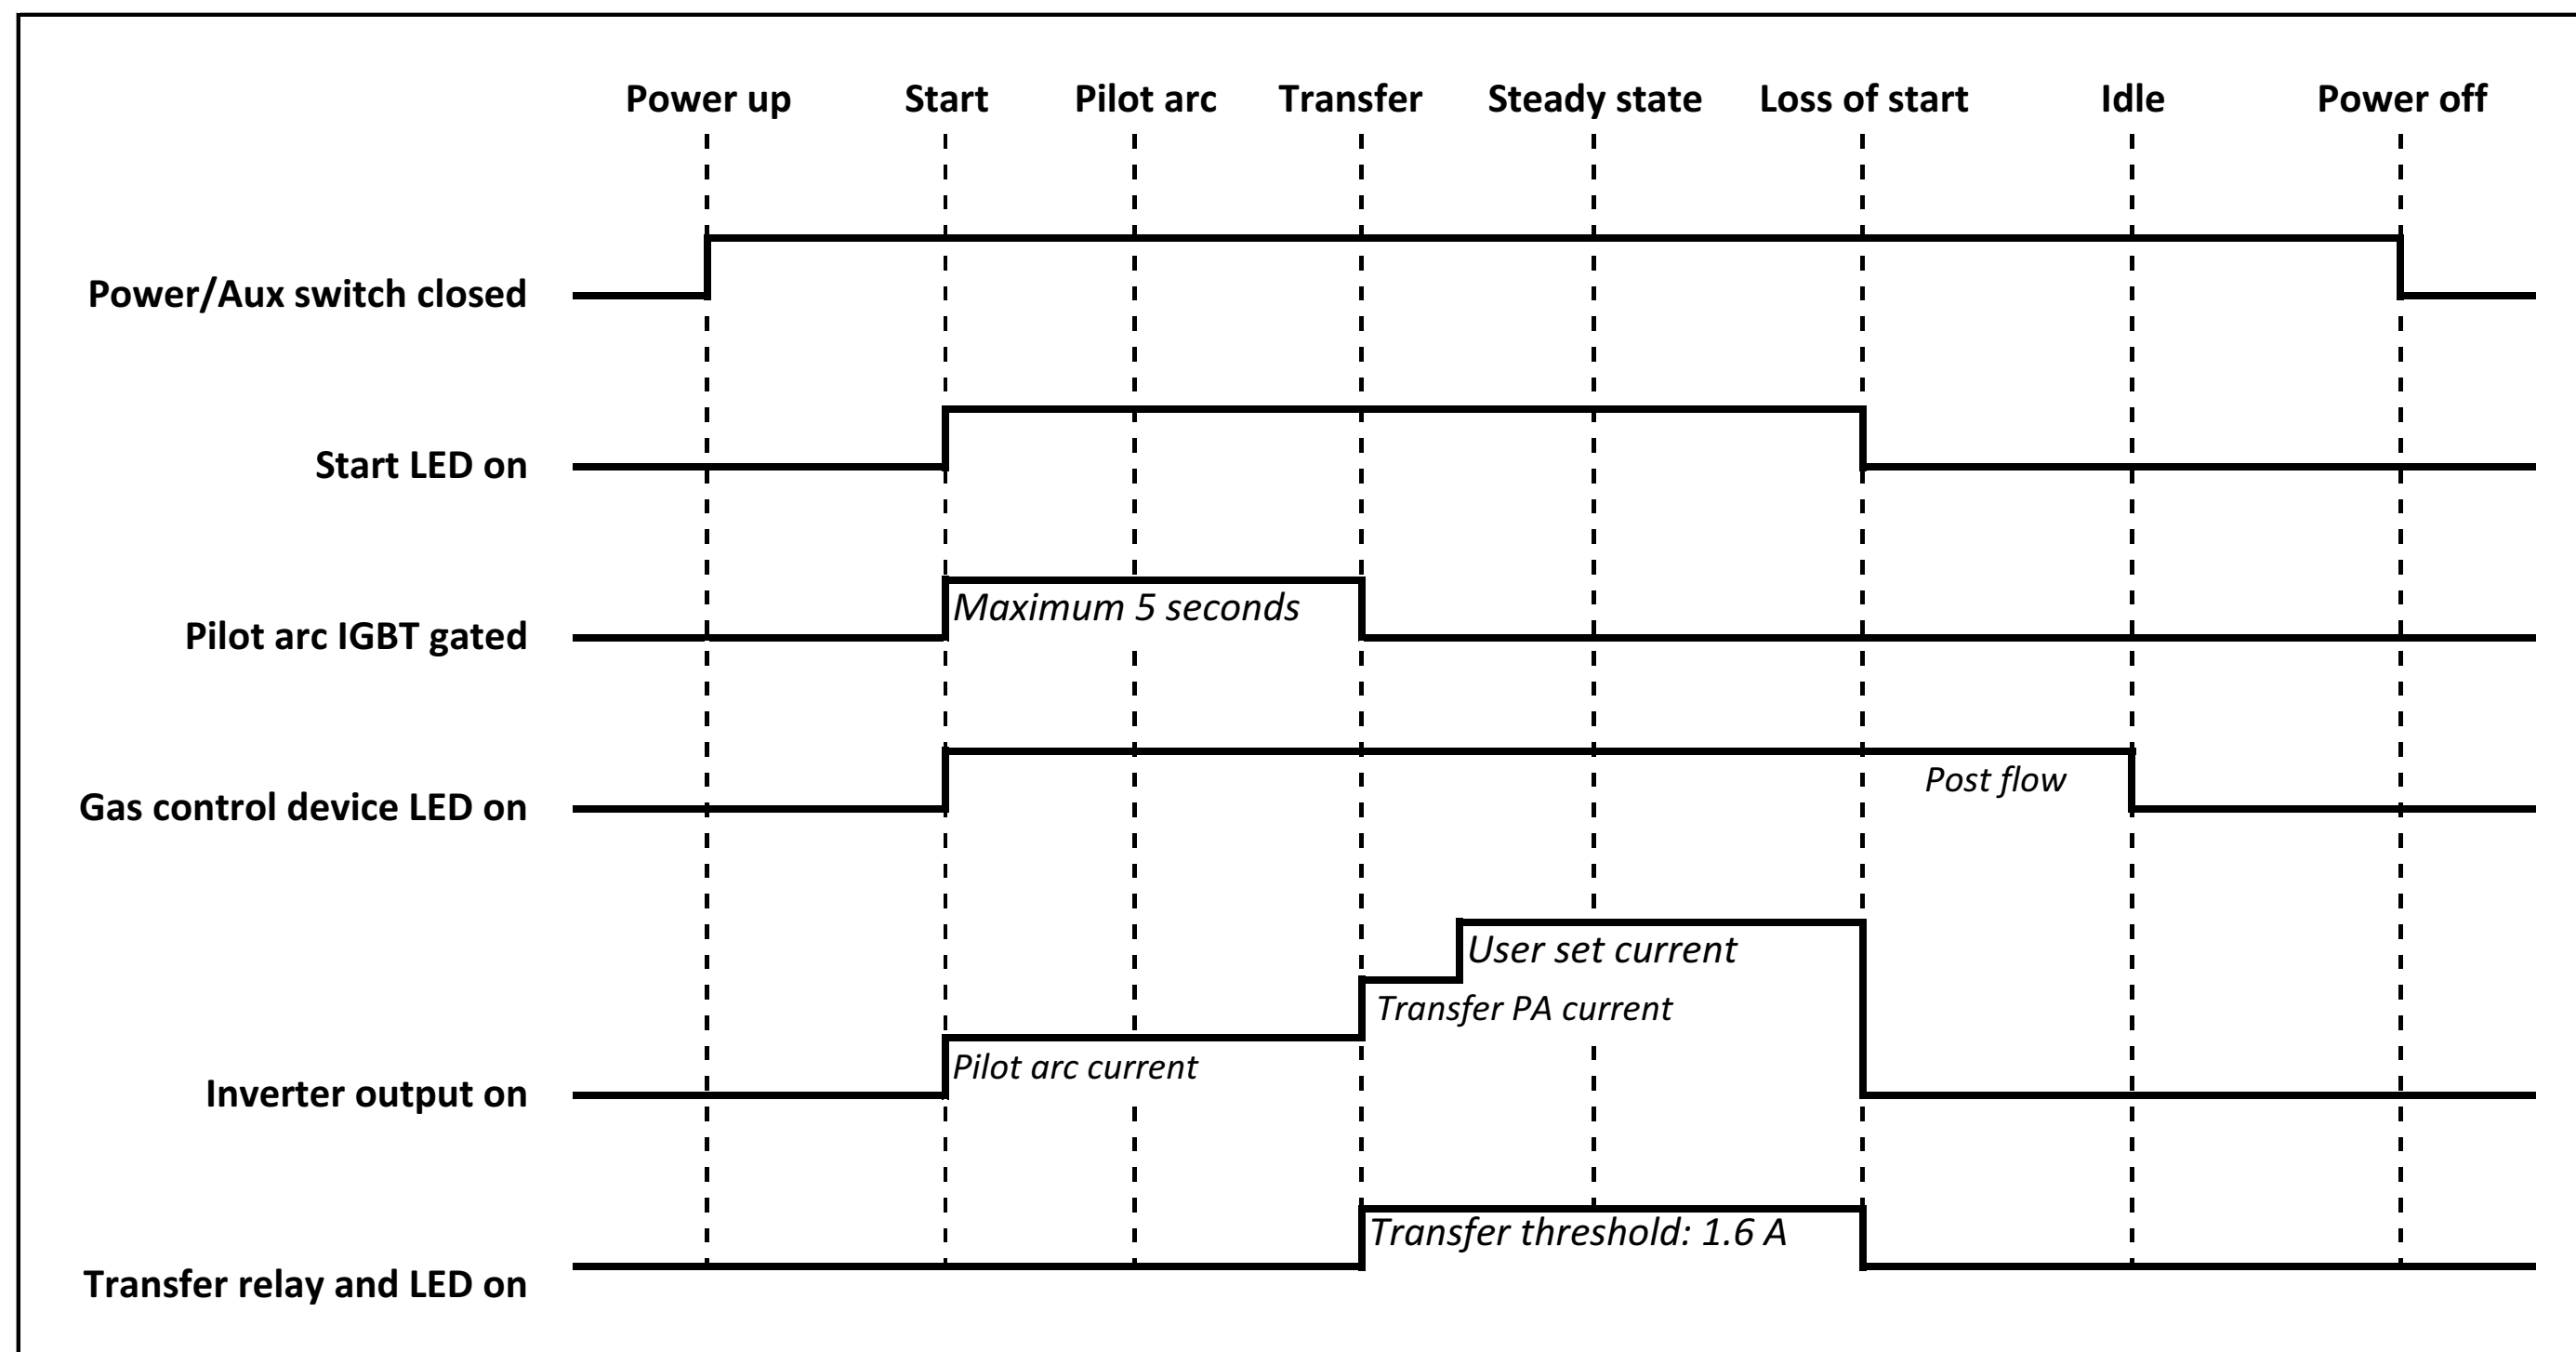 Power up
Start
Pilot arc
Transfer
Steady state
Loss of start
Idle
Power off
Power/Aux switch closed
Start LED on
Maximum 5 seconds
Pilot arc IGBT gated
Post flow
Gas control device LED on
User set current
Transfer PA current
Pilot arc current
Inverter output on
Transfer threshold: 1.6 A
Transfer relay and LED on